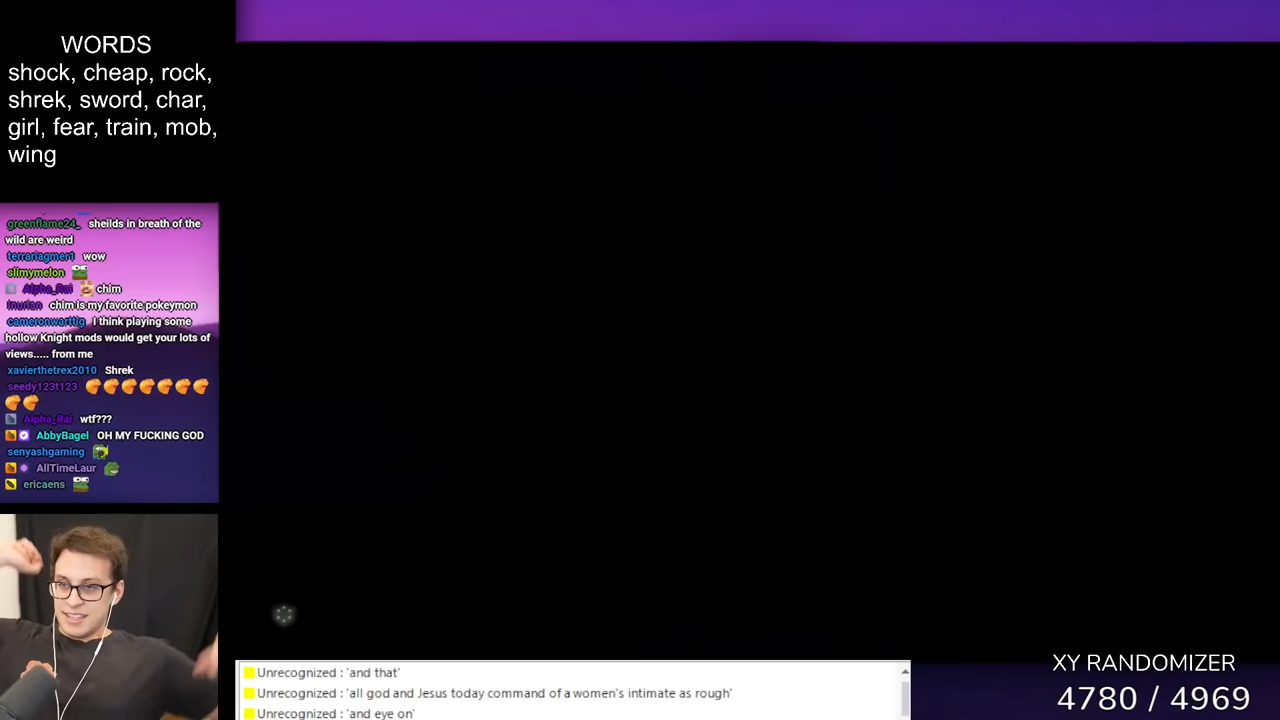 WORDS
shock, cheap, rock,
shrek, sword, char,
girl, fear, train, mob,
wing
greenflame24_ sheilds in breath of the
wild are weird
terrariagmer1 wow
slimymelon
Alpha_Rai chim
chim is my favorite pokeymon
cameronwarttig I think playing some
hollow Knight mods would get your lots of
views..... from me
xavierthetrex2010 Shrek
seedy123t123
Alpha_Rai wtf???
AbbyBagel OH MY FUCKING GOD
senyashgaming
AllTimeLaur
ericaens
Unrecognized : 'and that'
Unrecognized : 'all god and Jesus today command of a women's intimate as rough'
Unrecognized : 'and eye on'
XY RANDOMIZER
4780 / 4969